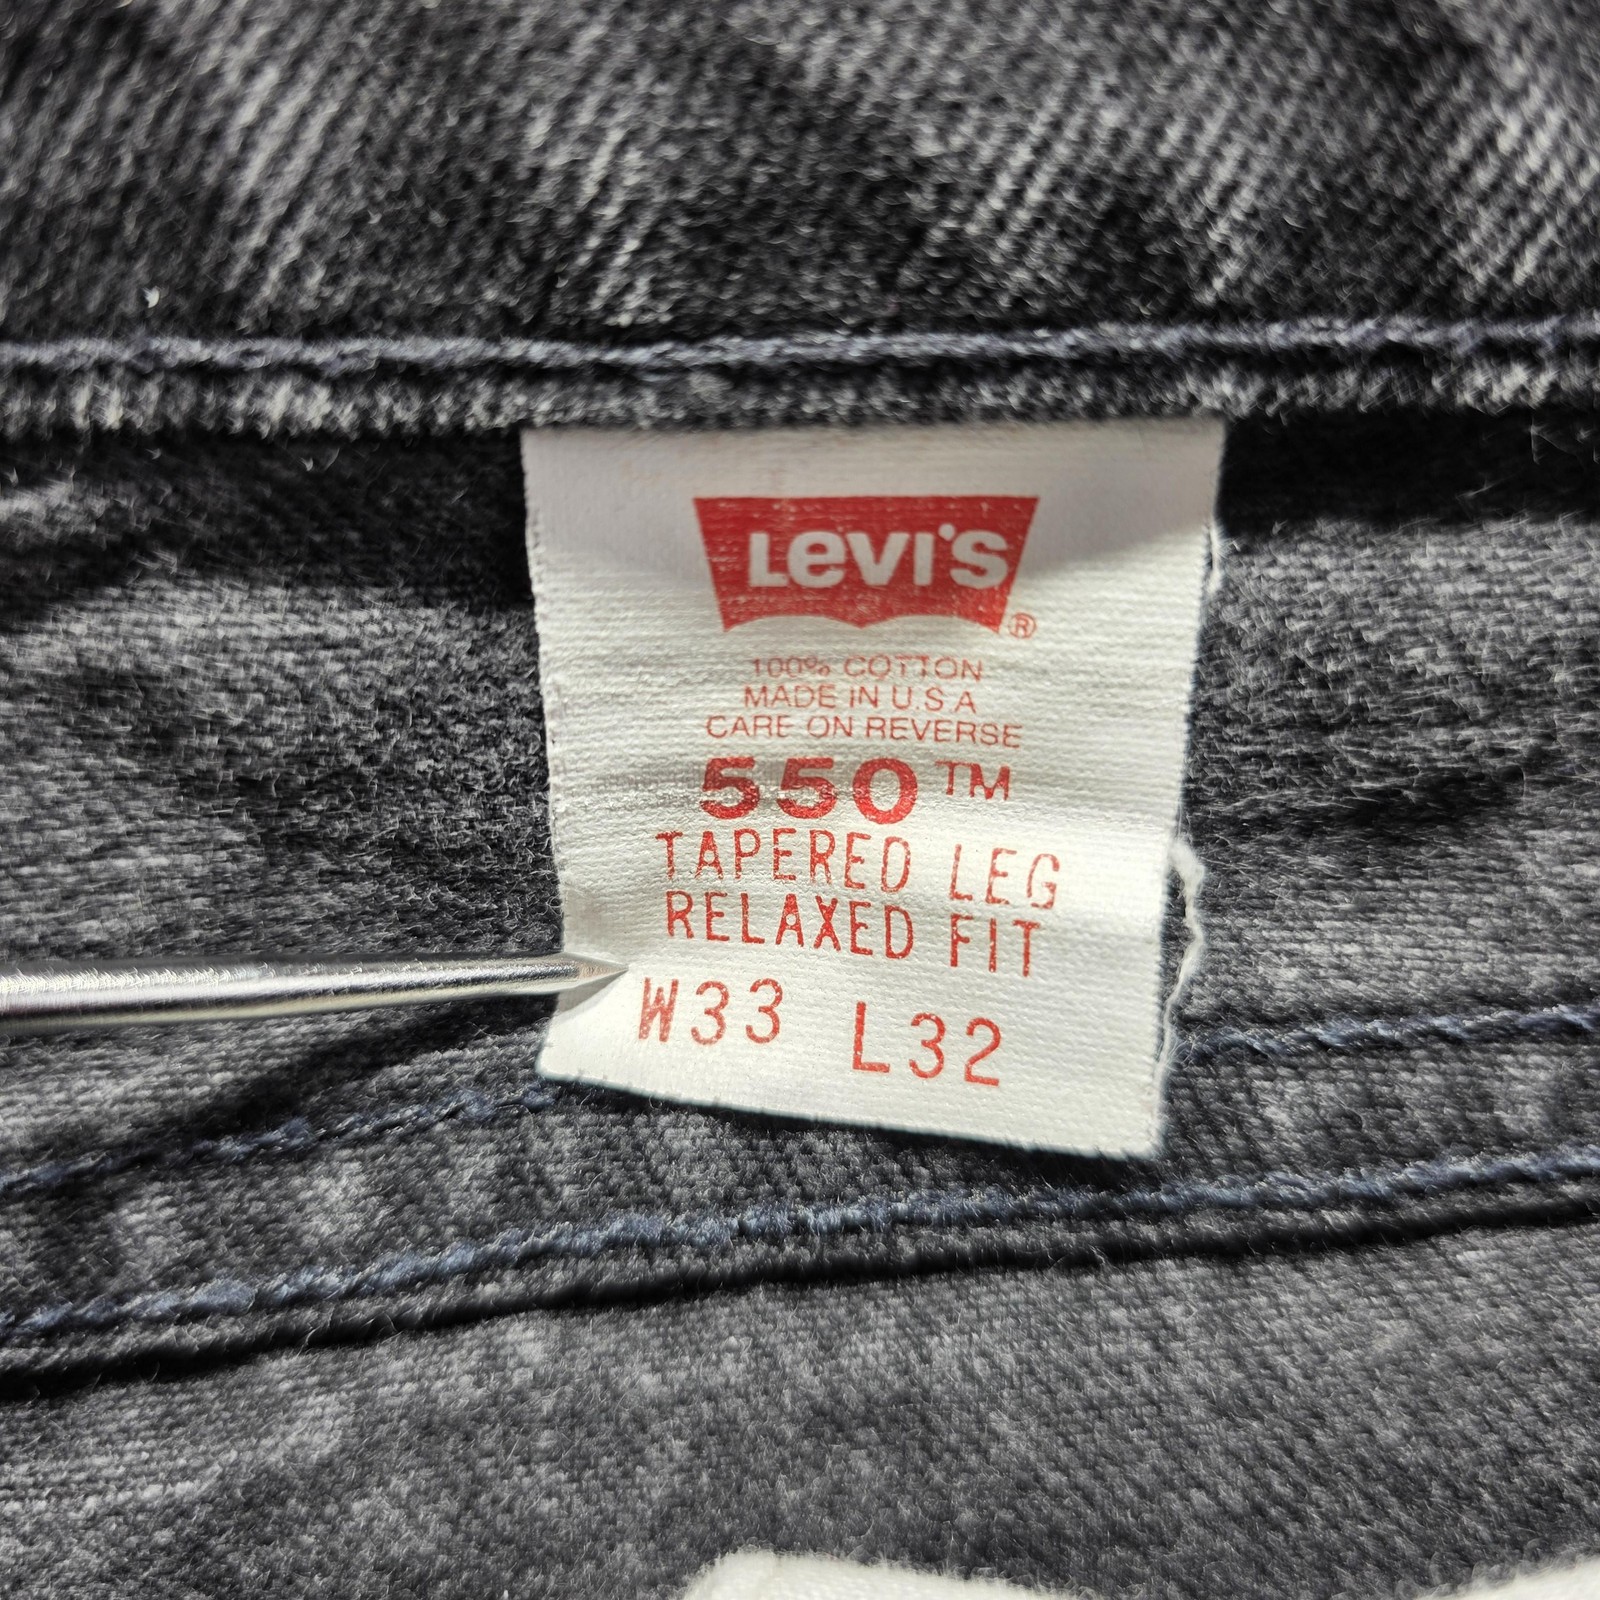 Levi's®
100% COTTON
MADE IN U.S.A
CARE ON REVERSE
550™
TAPERED LEG
RELAXED FIT
W33 L32